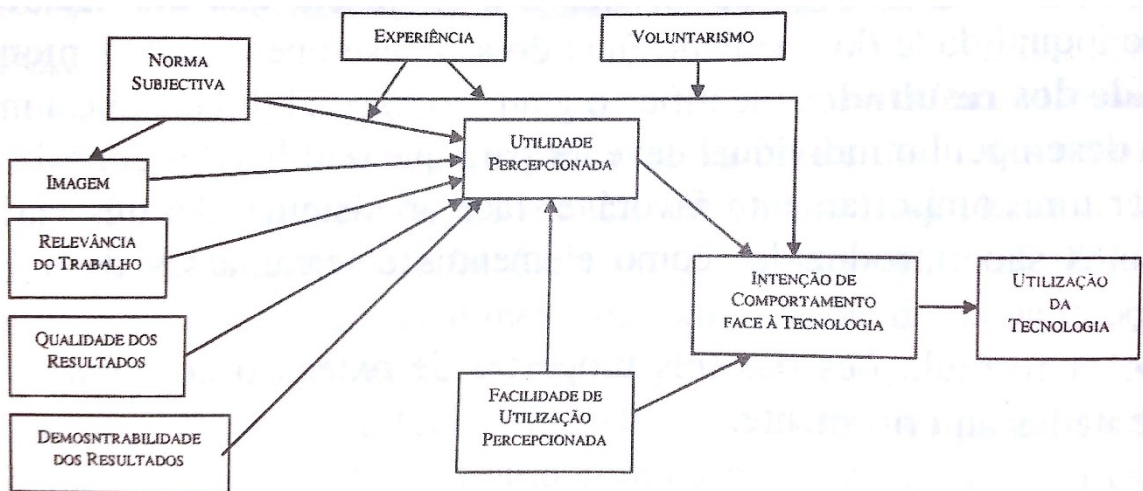 EXPERIÊNCIA
VOLUNTARISMO
NORMA
SUBJECTIVA
UTILIDADE
PERCEPCIONADA
IMAGEM
RELEVÂNCIA
DO TRABALHO
INTENÇÃO DE
COMPORTAMENTO
FACE À TECNOLOGIA
UTILIZAÇÃO
DA
TECNOLOGIA
QUALIDADE DOS
RESULTADOS
FACILIDADE DE
UTILIZAÇÃO
PERCEPCIONADA
DEMOSNTRABILIDADE
DOS RESULTADOS